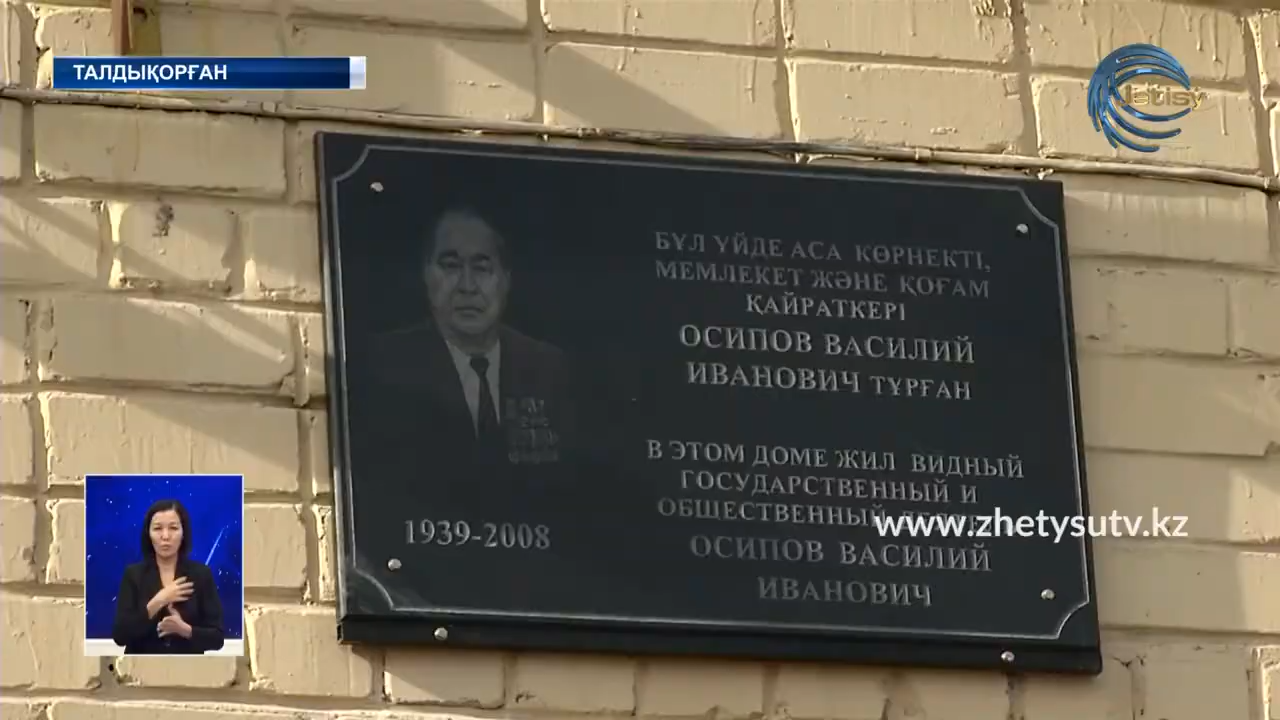 ТАЛДЫҚОРҒАН
Jetisy
БҰЛ ҮЙДЕ АСА КӨРНЕКТІ,
МЕМЛЕКЕТ ЖӘНЕ ҚОҒАМ
ҚАЙРАТКЕРІ
ОСИПОВ ВАСИЛИЙ
ИВАНОВИЧ ТҰРҒАН
В ЭТОМ ДОМЕ ЖИЛ ВИДНЫЙ
ГОСУДАРСТВЕННЫЙ И
ОБЩЕСТВЕННЫЙ
www.zhetysutv.kz
ОСИПОВ ВАСИЛИЙ
ИВАНОВИЧ
1939-2008